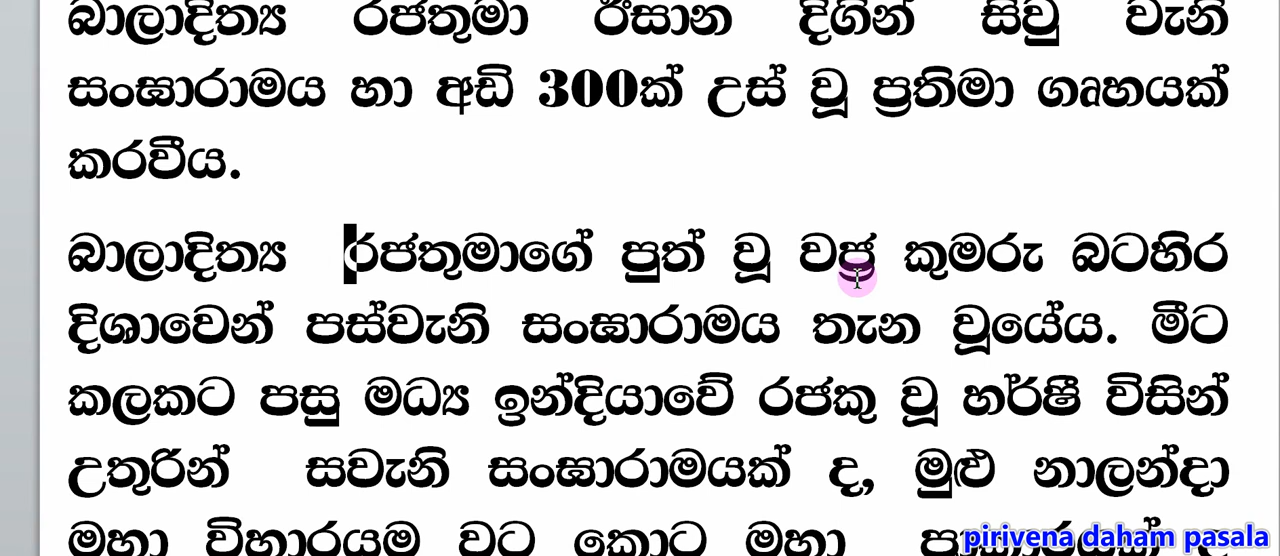 බාලාදිත්‍ය රජතුමා ඊසාන දිගින් සිවු වැනි
සංඝාරාමය හා අඩි 300ක් උස් වූ ප්‍රතිමා ගෘහයක්
කරවීය.
බාලාදිත්‍ය රජතුමාගේ පුත් වූ වජ්‍ර කුමරු බටහිර
දිශාවෙන් පස්වැනි සංඝාරාමය තැන වූයේය. මීට
කලකට පසු මධ්‍ය ඉන්දියාවේ රජකු වූ හර්ෂී විසින්
උතුරින් සවැනි සංඝාරාමයක් ද, මුළු නාලන්දා
මහා විහාරයම වට කොට මහා
pirivena daham pasala